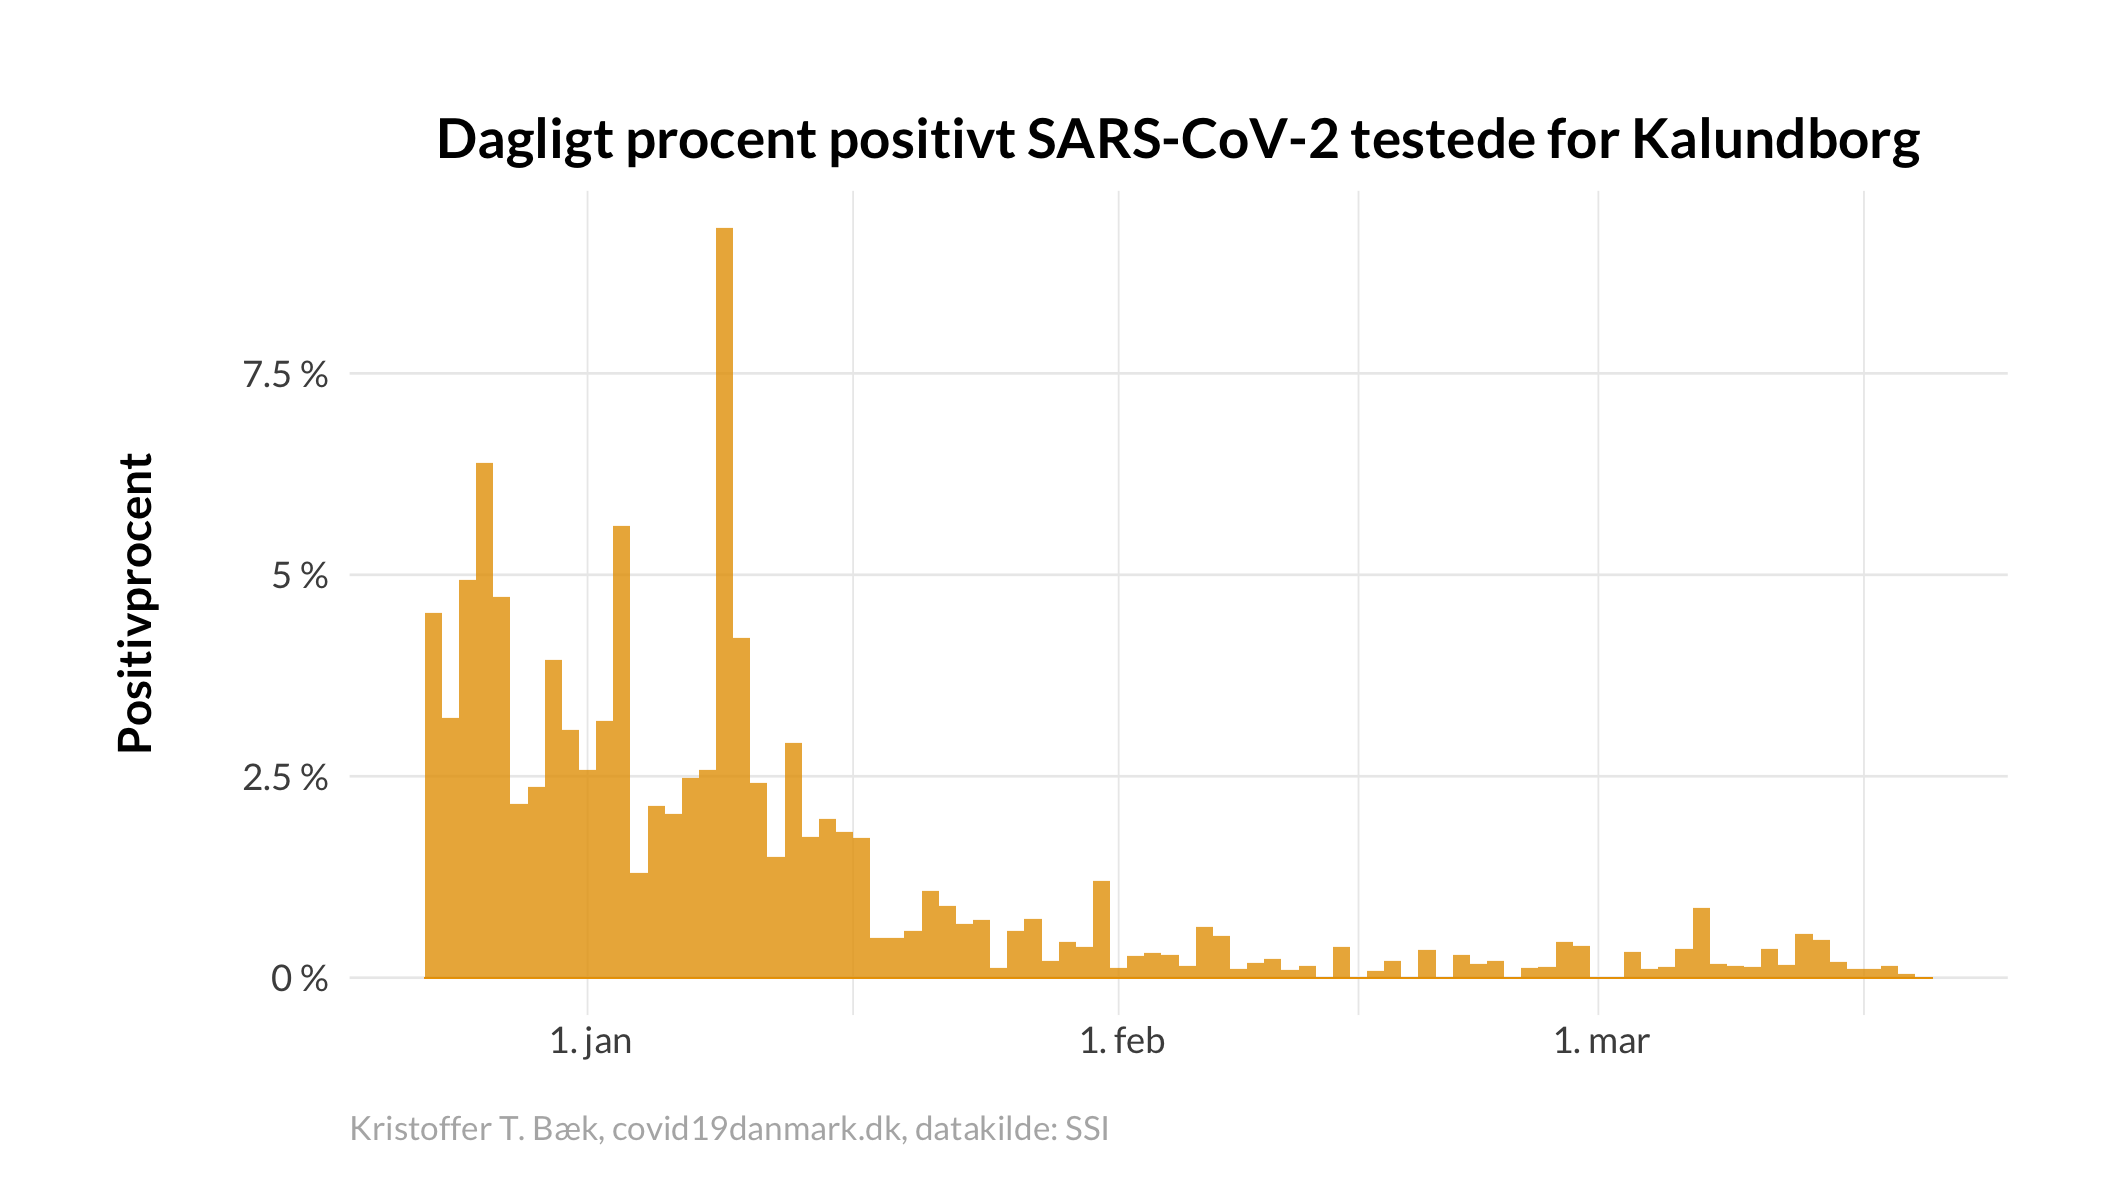 Dagligt procent positivt SARS-CoV-2 testede for Kalundborg
Positivprocent
7.5 %
5 %
2.5 %
0 %
1. jan
1. feb
1. mar
Kristoffer T. Bæk, covid19danmark.dk, datakilde: SSI